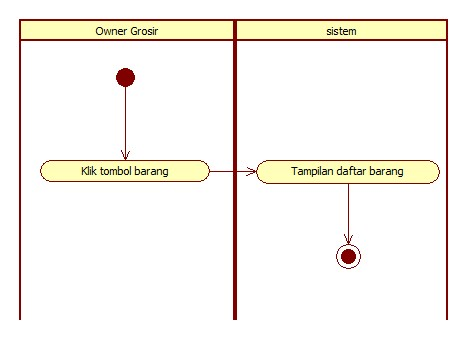 Owner Grosir
sistem
Klik tombol barang
Tampilan daftar barang